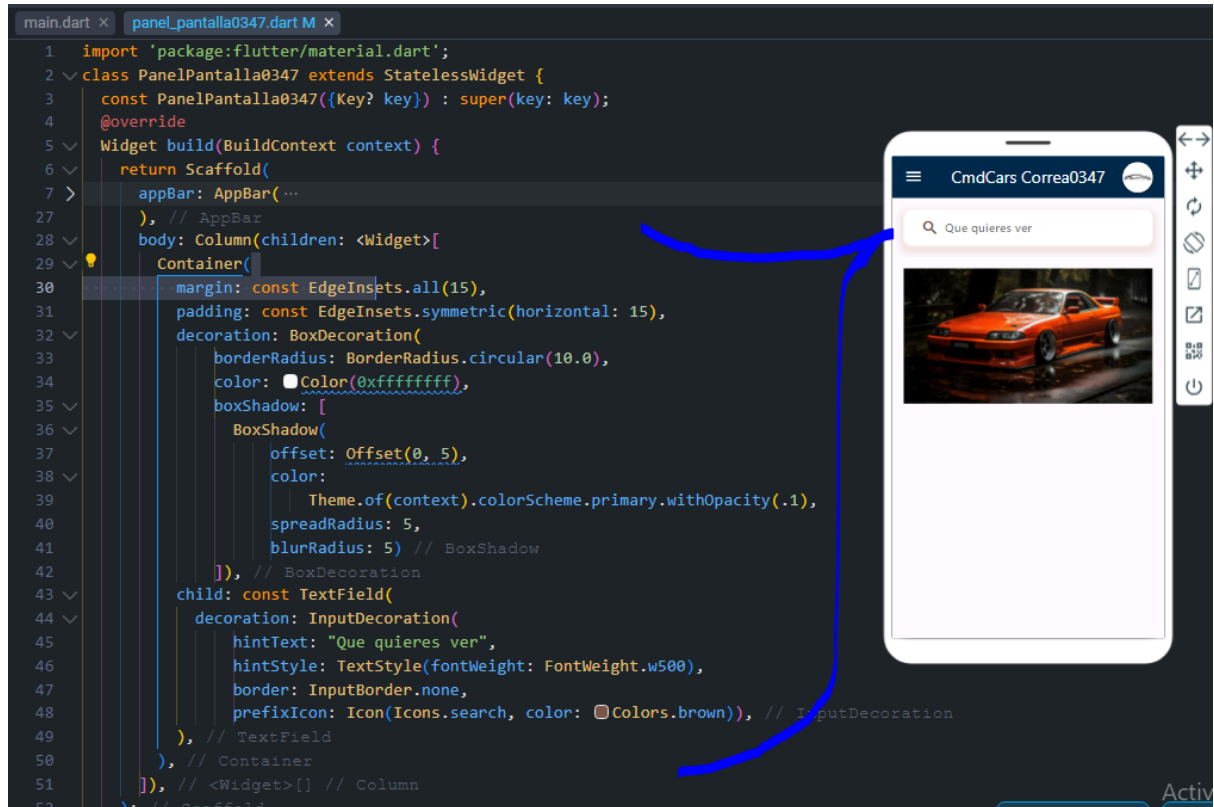 main.dart × panel_pantalla0347.dart M ×
1 import 'package:flutter/material.dart';
2 class PanelPantalla0347 extends StatelessWidget {
3 const PanelPantalla0347({Key? key}) : super(key: key);
4 @override
5 Widget build(BuildContext context) {
6 return Scaffold(
7 appBar: AppBar( ...
27 ), // AppBar
28 body: Column(children: <Widget>[
29 Container(
30 margin: const EdgeInsets.all(15),
31 padding: const EdgeInsets.symmetric(horizontal: 15),
32 decoration: BoxDecoration(
33 borderRadius: BorderRadius.circular(10.0),
34 color: Color(0xffffffff),
35 boxShadow: [
36 BoxShadow(
37 offset: Offset(0, 5),
38 color:
39 Theme.of(context).colorScheme.primary.withOpacity(.1),
40 spreadRadius: 5,
41 blurRadius: 5) // BoxShadow
42 ]), // BoxDecoration
43 child: const TextField(
44 decoration: InputDecoration(
45 hintText: "Que quieres ver",
46 hintStyle: TextStyle(fontWeight: FontWeight.w500),
47 border: InputBorder.none,
48 prefixIcon: Icon(Icons.search, color: Colors.brown)), // InputDecoration
49 ), // TextField
50 ), // Container
51 ]), // <Widget>[] // Column
52 ); // Scaffold
CmdCars Correa0347
Que quieres ver
Activ